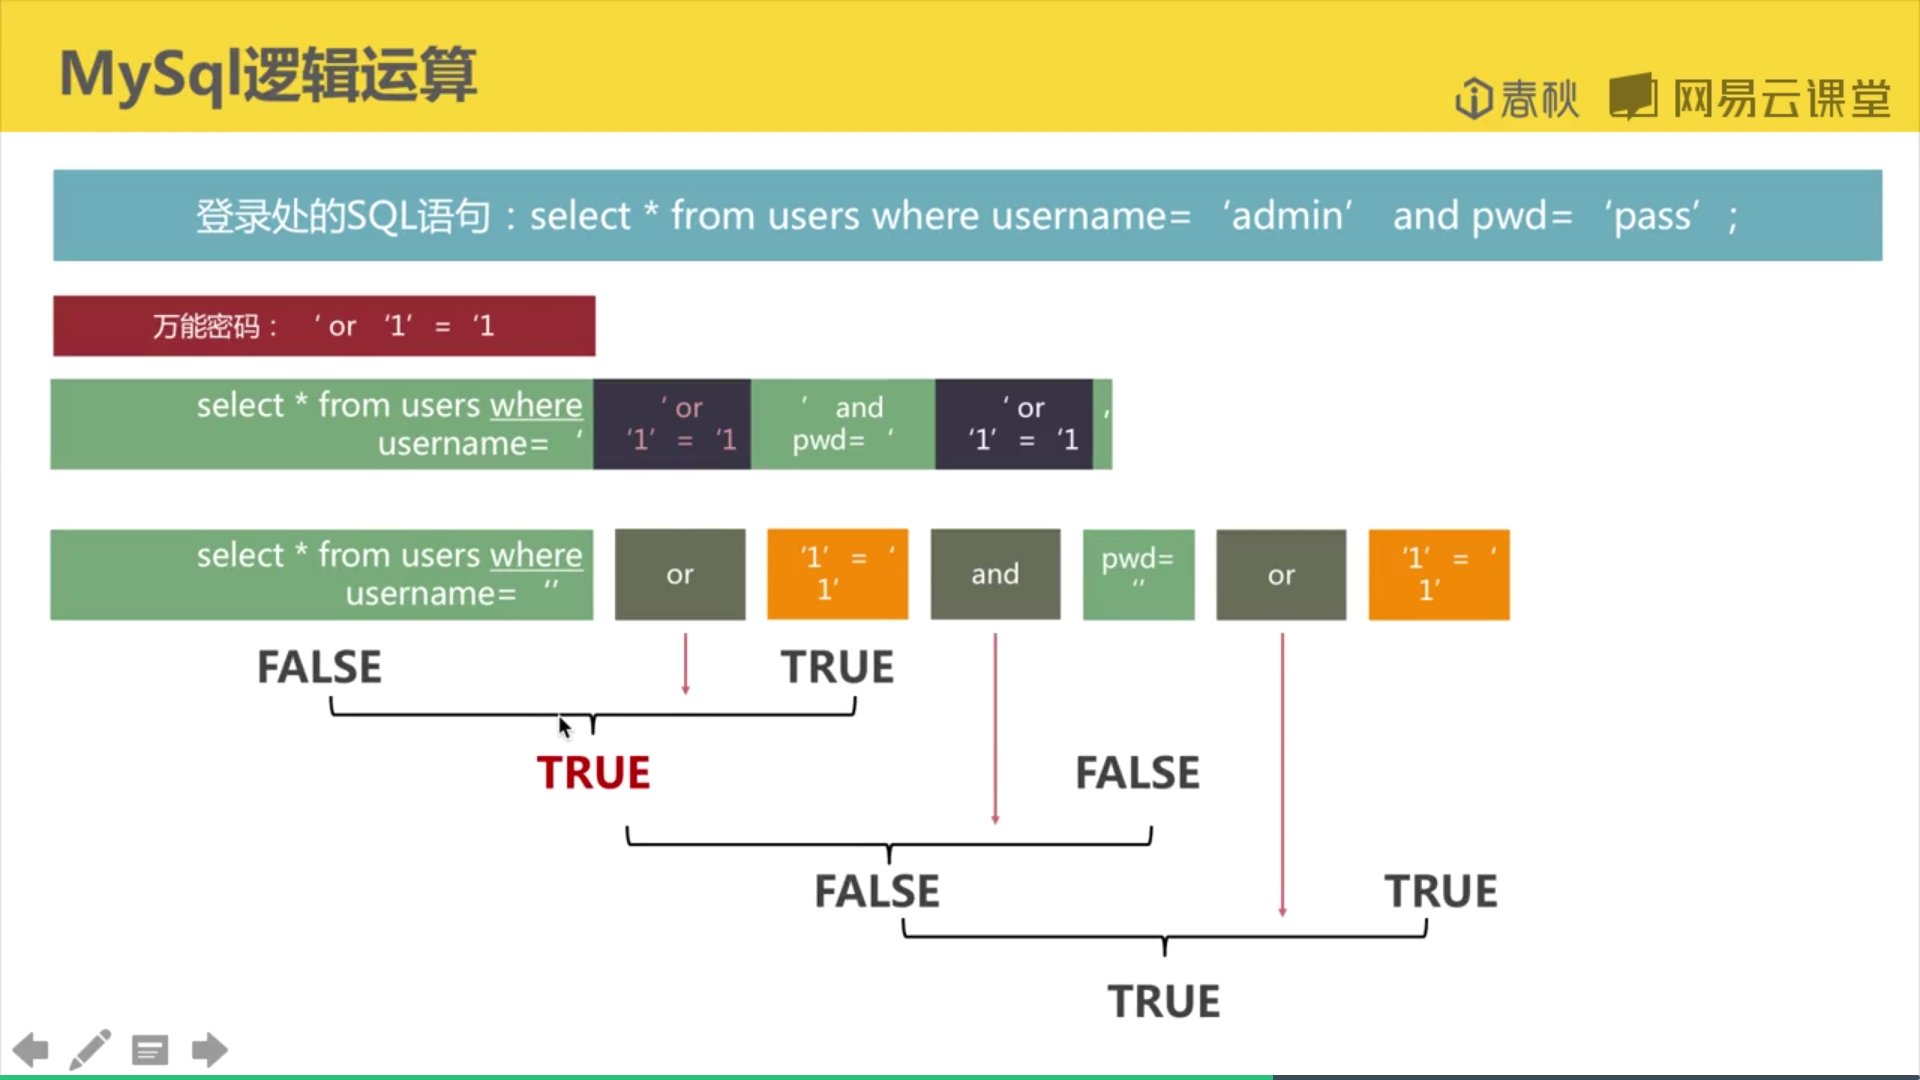 MySql逻辑运算
春秋 网易云课堂
登录处的SQL语句：select * from users where username= ‘admin’ and pwd= ‘pass’ ;
万能密码： ‘ or ‘1’ = ‘1
select * from users where
username= ‘
‘ or
‘1’ = ‘1
’ and
pwd= ‘
‘ or
‘1’ = ‘1
’
select * from users where
username= ‘’
or
‘1’ = ‘
1’
and
pwd=
‘’
or
‘1’ = ‘
1’
FALSE
TRUE
TRUE
FALSE
FALSE
TRUE
TRUE